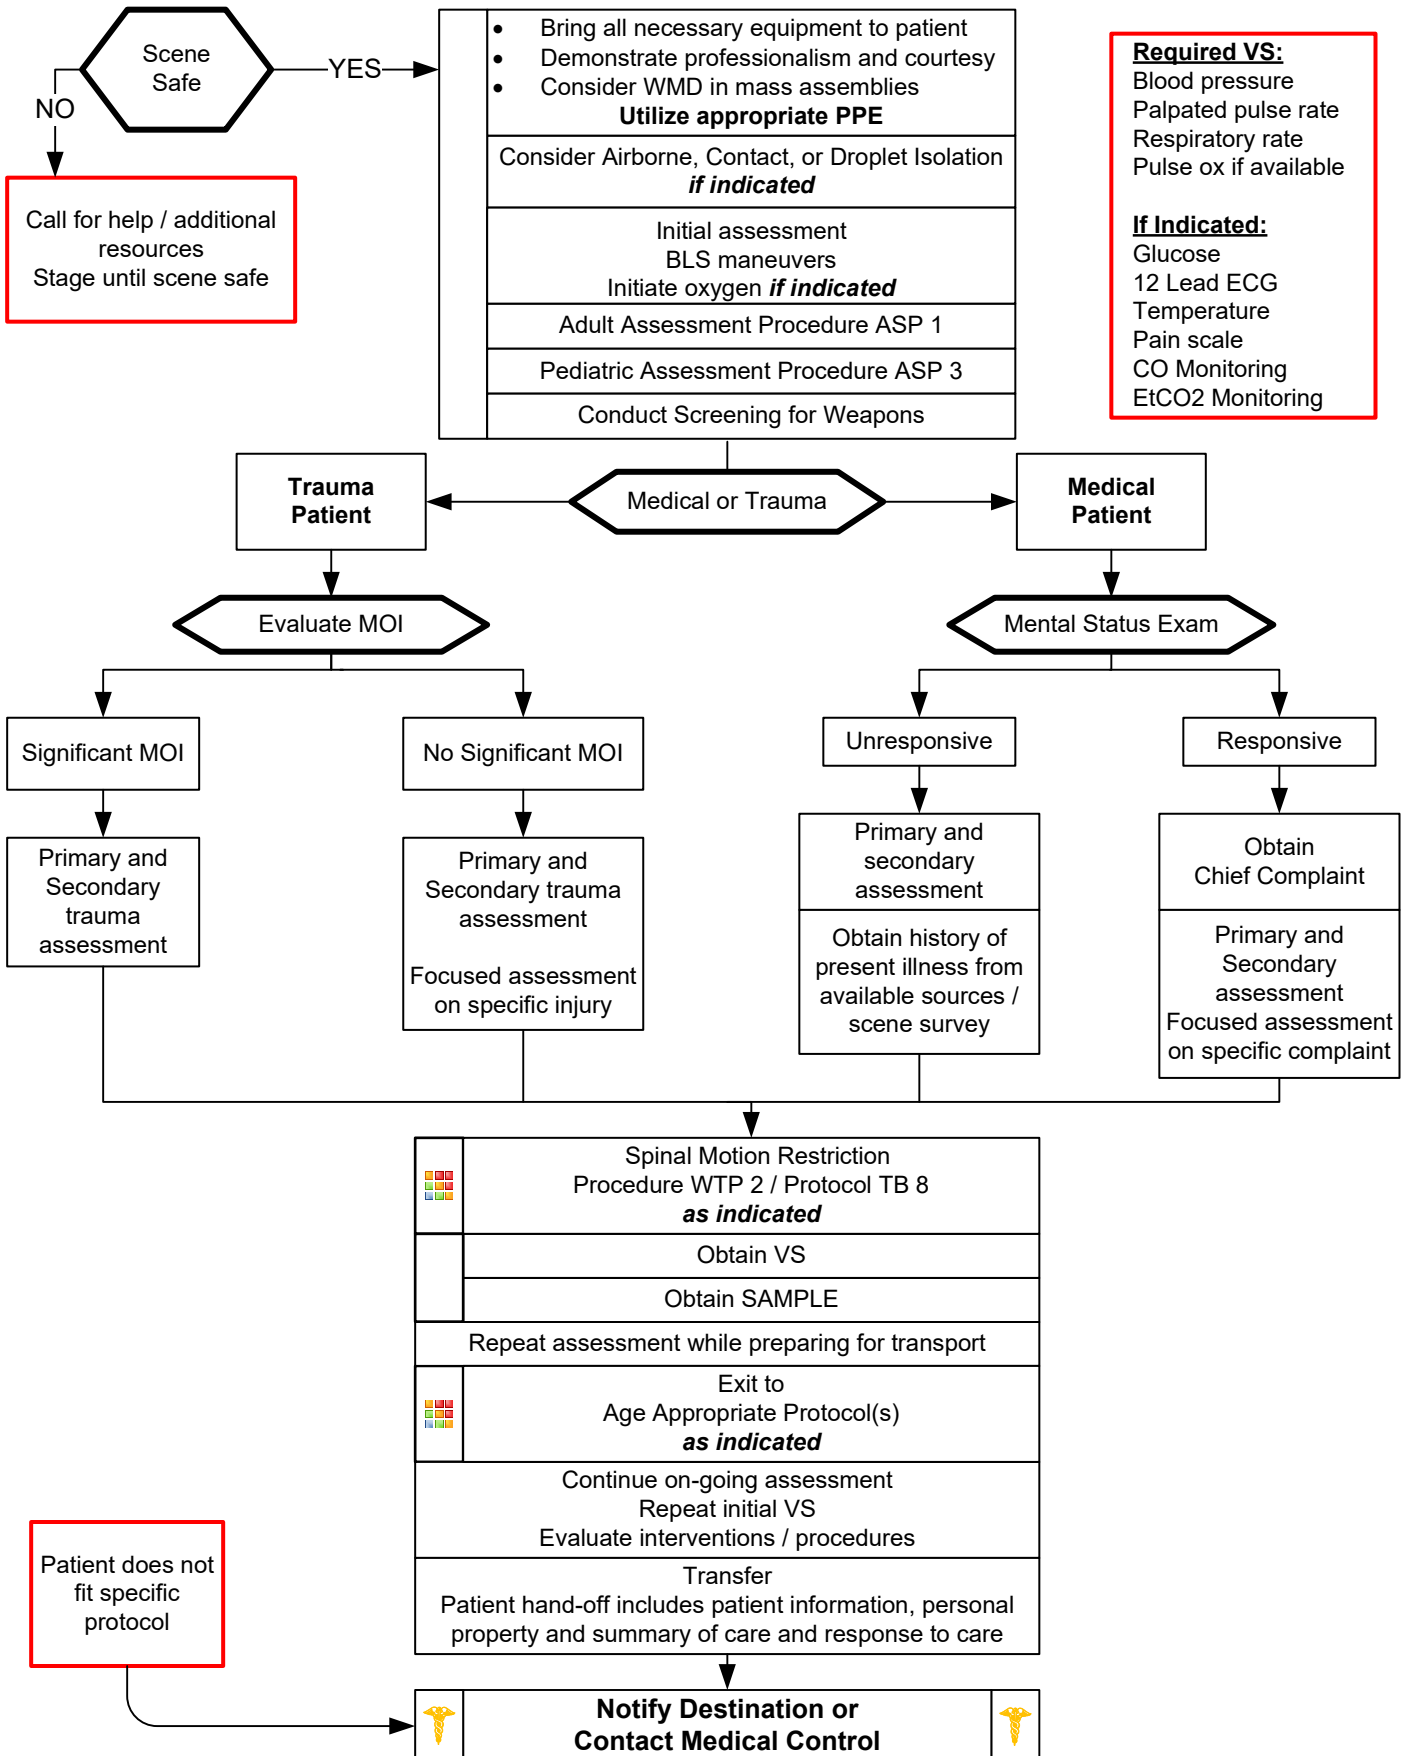 Scene
Safe
YES
NO
Call for help / additional
resources
Stage until scene safe
• Bring all necessary equipment to patient
• Demonstrate professionalism and courtesy
• Consider WMD in mass assemblies
Utilize appropriate PPE
Consider Airborne, Contact, or Droplet Isolation
if indicated
Initial assessment
BLS maneuvers
Initiate oxygen if indicated
Adult Assessment Procedure ASP 1
Pediatric Assessment Procedure ASP 3
Conduct Screening for Weapons
Required VS:
Blood pressure
Palpated pulse rate
Respiratory rate
Pulse ox if available
If Indicated:
Glucose
12 Lead ECG
Temperature
Pain scale
CO Monitoring
EtCO2 Monitoring
Trauma
Patient
Medical or Trauma
Medical
Patient
Evaluate MOI
Mental Status Exam
Significant MOI
No Significant MOI
Unresponsive
Responsive
Primary and
Secondary
trauma
assessment
Primary and
Secondary trauma
assessment
Focused assessment
on specific injury
Primary and
secondary
assessment
Obtain history of
present illness from
available sources /
scene survey
Obtain
Chief Complaint
Primary and
Secondary
assessment
Focused assessment
on specific complaint
Spinal Motion Restriction
Procedure WTP 2 / Protocol TB 8
as indicated
Obtain VS
Obtain SAMPLE
Repeat assessment while preparing for transport
Exit to
Age Appropriate Protocol(s)
as indicated
Continue on-going assessment
Repeat initial VS
Evaluate interventions / procedures
Transfer
Patient hand-off includes patient information, personal
property and summary of care and response to care
Patient does not
fit specific
protocol
Notify Destination or
Contact Medical Control